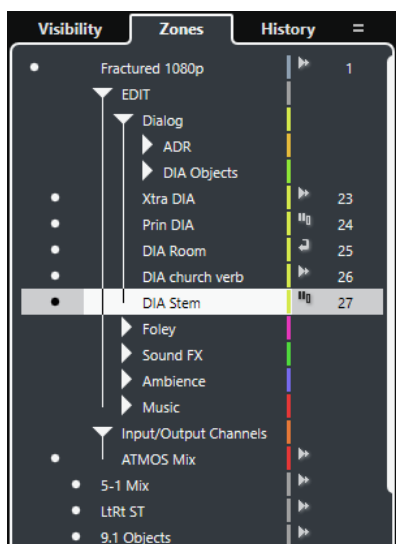 Visibility Zones History =
Fractured 1080p 1
EDIT
Dialog
ADR
DIA Objects
Xtra DIA 23
Prin DIA 24
DIA Room 25
DIA church verb 26
DIA Stem 27
Foley
Sound FX
Ambience
Music
Input/Output Channels
ATMOS Mix
5-1 Mix
LtRt ST
9.1 Objects